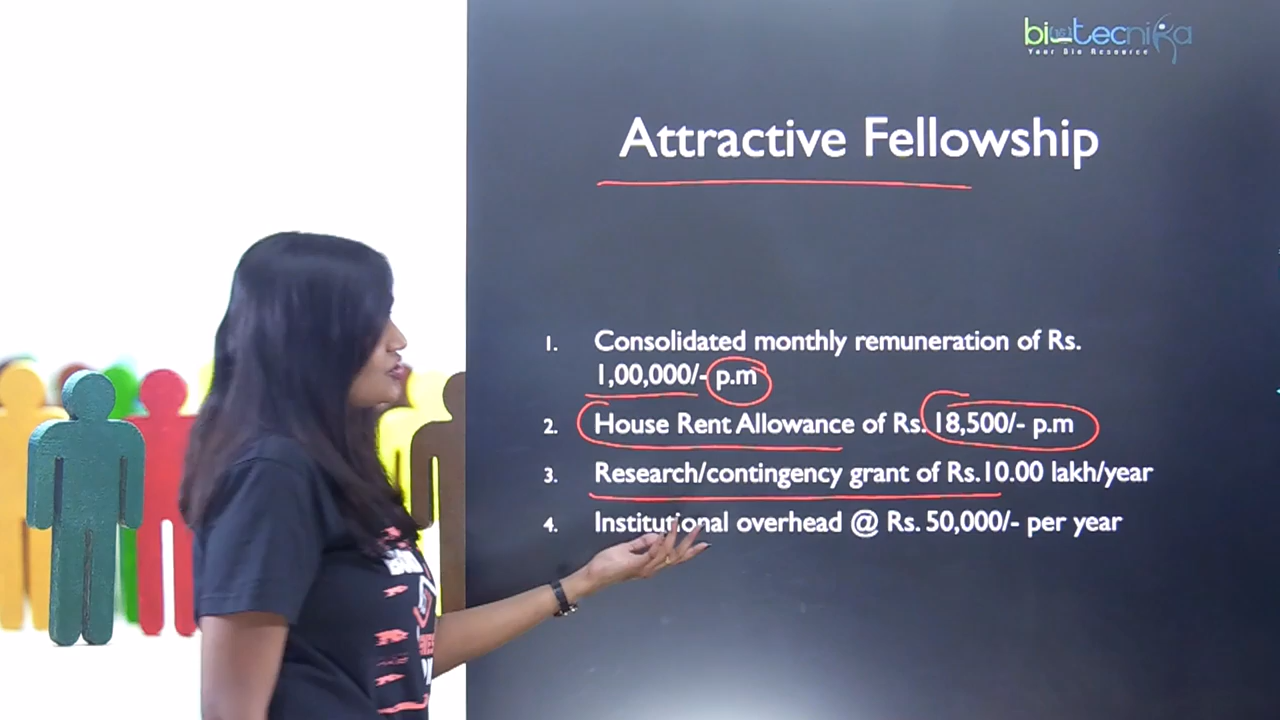 biotecnika
Your Bio Resource
Attractive Fellowship
1. Consolidated monthly remuneration of Rs.
1,00,000/- p.m
2. House Rent Allowance of Rs. 18,500/- p.m
3. Research/contingency grant of Rs.10.00 lakh/year
4. Institutional overhead @ Rs. 50,000/- per year